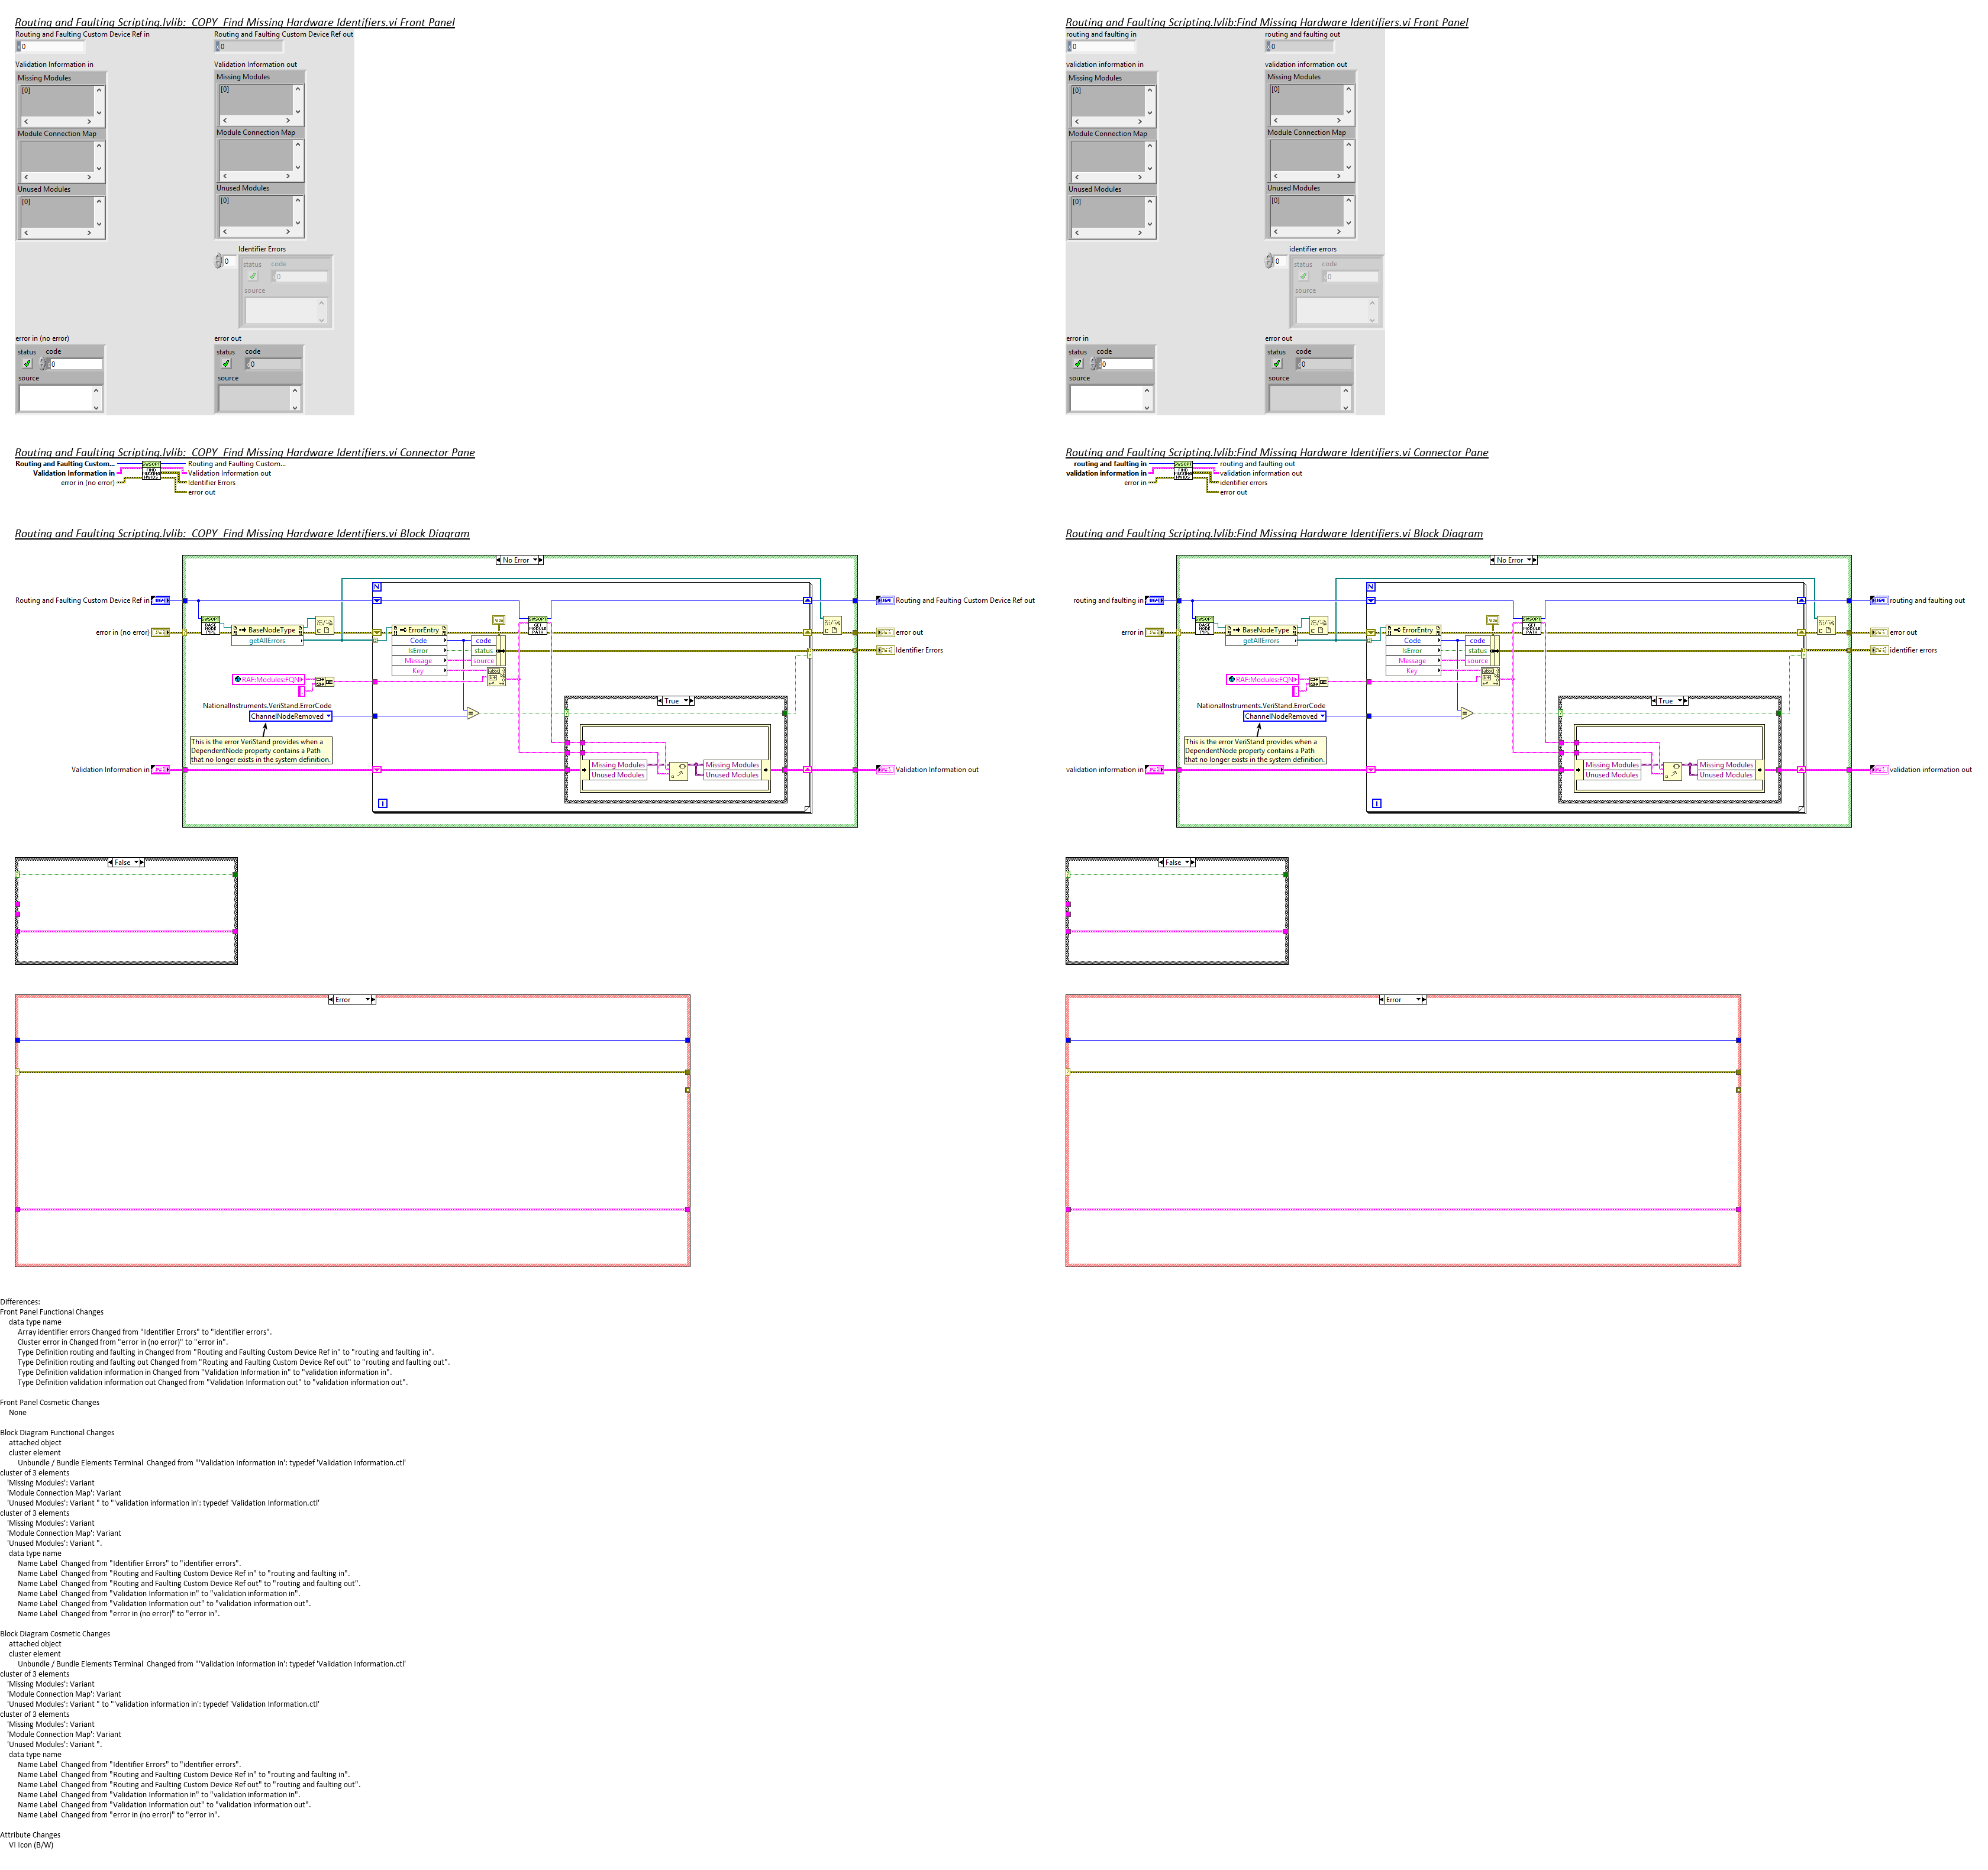 Routing and Faulting Scripting.lvlib:_COPY_Find Missing Hardware Identifiers.vi Front Panel
Routing and Faulting Custom Device Ref in
Routing and Faulting Custom Device Ref out
0
0
Validation Information in
Validation Information out
Missing Modules
Missing Modules
[0]
[0]
Module Connection Map
Module Connection Map
Unused Modules
Unused Modules
[0]
[0]
Identifier Errors
0
status
code
0
source
error in (no error)
error out
status
code
status
code
0
0
source
source
Routing and Faulting Scripting.lvlib:Find Missing Hardware Identifiers.vi Front Panel
routing and faulting in
routing and faulting out
0
0
validation information in
validation information out
Missing Modules
Missing Modules
[0]
[0]
Module Connection Map
Module Connection Map
Unused Modules
Unused Modules
[0]
[0]
identifier errors
0
status
code
0
source
error in
error out
status
code
status
code
0
0
source
source
Routing and Faulting Scripting.lvlib:_COPY_Find Missing Hardware Identifiers.vi Connector Pane
Routing and Faulting Custom...
Validation Information in
error in (no error)
Routing and Faulting Custom...
Validation Information out
Identifier Errors
error out
Routing and Faulting Scripting.lvlib:Find Missing Hardware Identifiers.vi Connector Pane
routing and faulting in
validation information in
error in
routing and faulting out
validation information out
identifier errors
error out
Routing and Faulting Scripting.lvlib:_COPY_Find Missing Hardware Identifiers.vi Block Diagram
No Error
N
Routing and Faulting Custom Device Ref in
Routing and Faulting Custom Device Ref out
BASE NODE TYPE
GET MODULE PATH
error in (no error)
BaseNodeType
getAllErrors
ErrorEntry
Code
IsError
Message
Key
code
status
source
error out
Identifier Errors
RAF:Modules:FQN
NationalInstruments.VeriStand.ErrorCode
ChannelNodeRemoved
This is the error VeriStand provides when a
DependentNode property contains a Path
that no longer exists in the system definition.
True
Validation Information in
Missing Modules
Unused Modules
Missing Modules
Unused Modules
Validation Information out
i
False
Error
Routing and Faulting Scripting.lvlib:Find Missing Hardware Identifiers.vi Block Diagram
No Error
N
routing and faulting in
routing and faulting out
BASE NODE TYPE
GET MODULE PATH
error in
BaseNodeType
getAllErrors
ErrorEntry
Code
IsError
Message
Key
code
status
source
error out
identifier errors
RAF:Modules:FQN
NationalInstruments.VeriStand.ErrorCode
ChannelNodeRemoved
This is the error VeriStand provides when a
DependentNode property contains a Path
that no longer exists in the system definition.
True
validation information in
Missing Modules
Unused Modules
Missing Modules
Unused Modules
validation information out
i
False
Error
Differences:
Front Panel Functional Changes
data type name
Array identifier errors Changed from "Identifier Errors" to "identifier errors".
Cluster error in Changed from "error in (no error)" to "error in".
Type Definition routing and faulting in Changed from "Routing and Faulting Custom Device Ref in" to "routing and faulting in".
Type Definition routing and faulting out Changed from "Routing and Faulting Custom Device Ref out" to "routing and faulting out".
Type Definition validation information in Changed from "Validation Information in" to "validation information in".
Type Definition validation information out Changed from "Validation Information out" to "validation information out".
Front Panel Cosmetic Changes
None
Block Diagram Functional Changes
attached object
cluster element
Unbundle / Bundle Elements Terminal  Changed from "'Validation Information in': typedef 'Validation Information.ctl'
cluster of 3 elements
'Missing Modules': Variant
'Module Connection Map': Variant
'Unused Modules': Variant " to "'validation information in': typedef 'Validation Information.ctl'
cluster of 3 elements
'Missing Modules': Variant
'Module Connection Map': Variant
'Unused Modules': Variant ".
data type name
Name Label  Changed from "Identifier Errors" to "identifier errors".
Name Label  Changed from "Routing and Faulting Custom Device Ref in" to "routing and faulting in".
Name Label  Changed from "Routing and Faulting Custom Device Ref out" to "routing and faulting out".
Name Label  Changed from "Validation Information in" to "validation information in".
Name Label  Changed from "Validation Information out" to "validation information out".
Name Label  Changed from "error in (no error)" to "error in".
Block Diagram Cosmetic Changes
attached object
cluster element
Unbundle / Bundle Elements Terminal  Changed from "'Validation Information in': typedef 'Validation Information.ctl'
cluster of 3 elements
'Missing Modules': Variant
'Module Connection Map': Variant
'Unused Modules': Variant " to "'validation information in': typedef 'Validation Information.ctl'
cluster of 3 elements
'Missing Modules': Variant
'Module Connection Map': Variant
'Unused Modules': Variant ".
data type name
Name Label  Changed from "Identifier Errors" to "identifier errors".
Name Label  Changed from "Routing and Faulting Custom Device Ref in" to "routing and faulting in".
Name Label  Changed from "Routing and Faulting Custom Device Ref out" to "routing and faulting out".
Name Label  Changed from "Validation Information in" to "validation information in".
Name Label  Changed from "Validation Information out" to "validation information out".
Name Label  Changed from "error in (no error)" to "error in".
Attribute Changes
VI Icon (B/W)